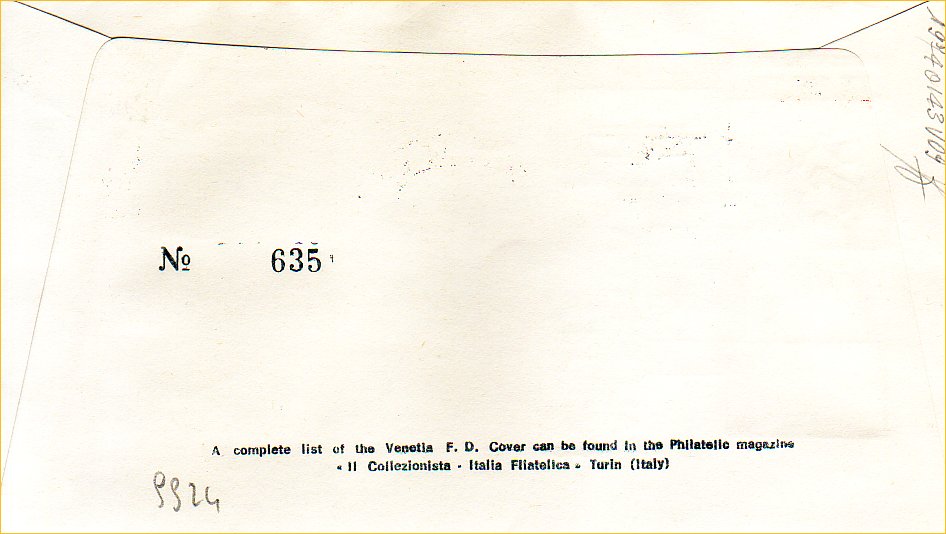 № 635
A complete list of the Venetia F. D. Cover can be found in the Philatelic magazine
« Il Collezionista - Italia Filatelica » Turin (Italy)
9924